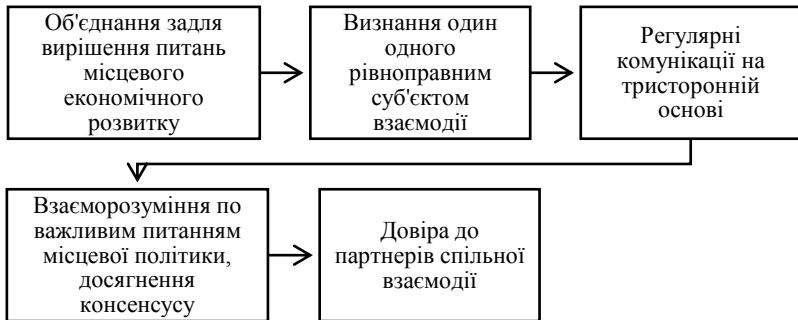 Об'єднання задля
вирішення питань
місцевого
економічного
розвитку
Визнання один
одного
рівноправним
суб'єктом
взаємодії
Регулярні
комунікації на
тристоронній
основі
Взаєморозуміння по
важливим питанням
місцевої політики,
досягнення
консенсусу
Довіра до
партнерів спільної
взаємодії